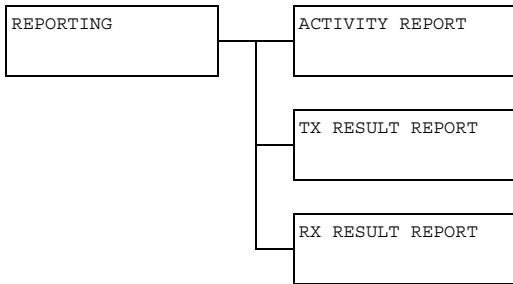 REPORTING
ACTIVITY REPORT
TX RESULT REPORT
RX RESULT REPORT